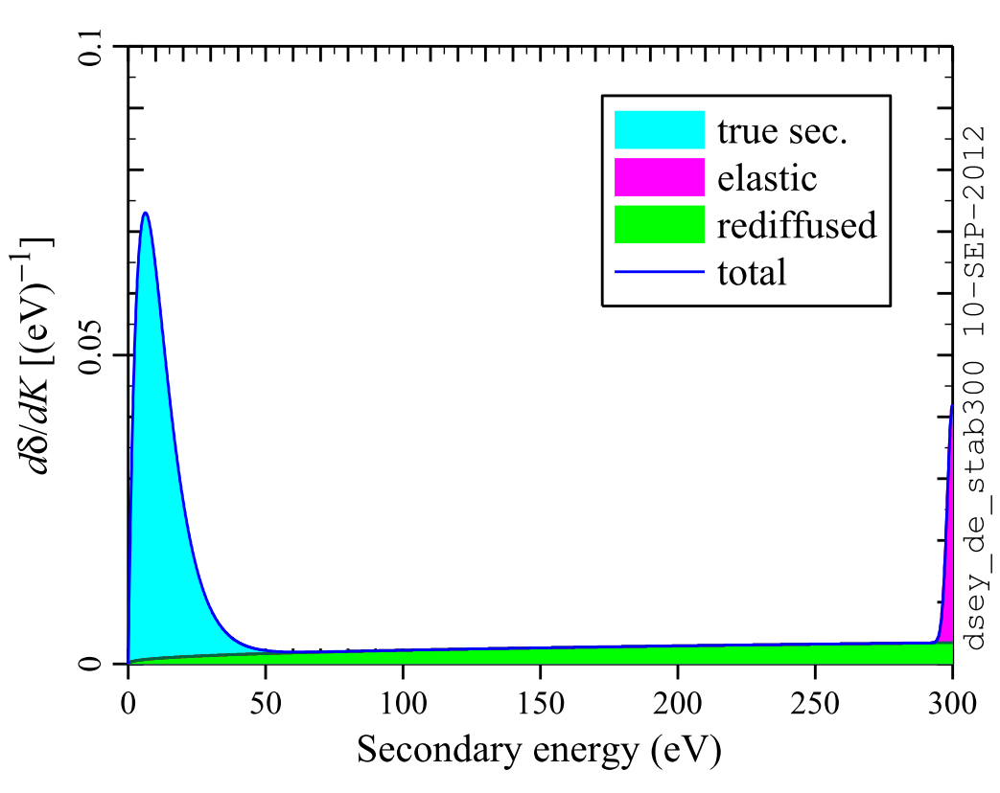 0.1
0.05
0
dδ/dK [(eV)⁻¹]
true sec.
elastic
rediffused
total
0 50 100 150 200 250 300
Secondary energy (eV)
dsey_de_stab300 10-SEP-2012